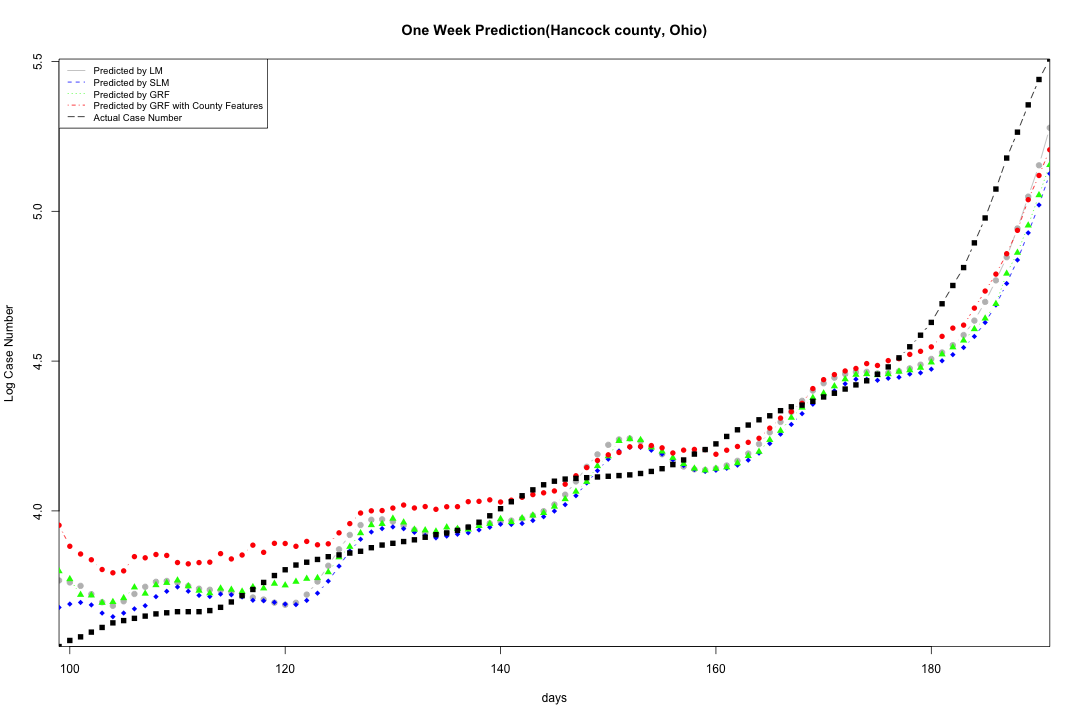 One Week Prediction(Hancock county, Ohio)
Predicted by LM
Predicted by SLM
Predicted by GRF
Predicted by GRF with County Features
Actual Case Number
Log Case Number
5.5
5.0
4.5
4.0
100 120 140 160 180
days